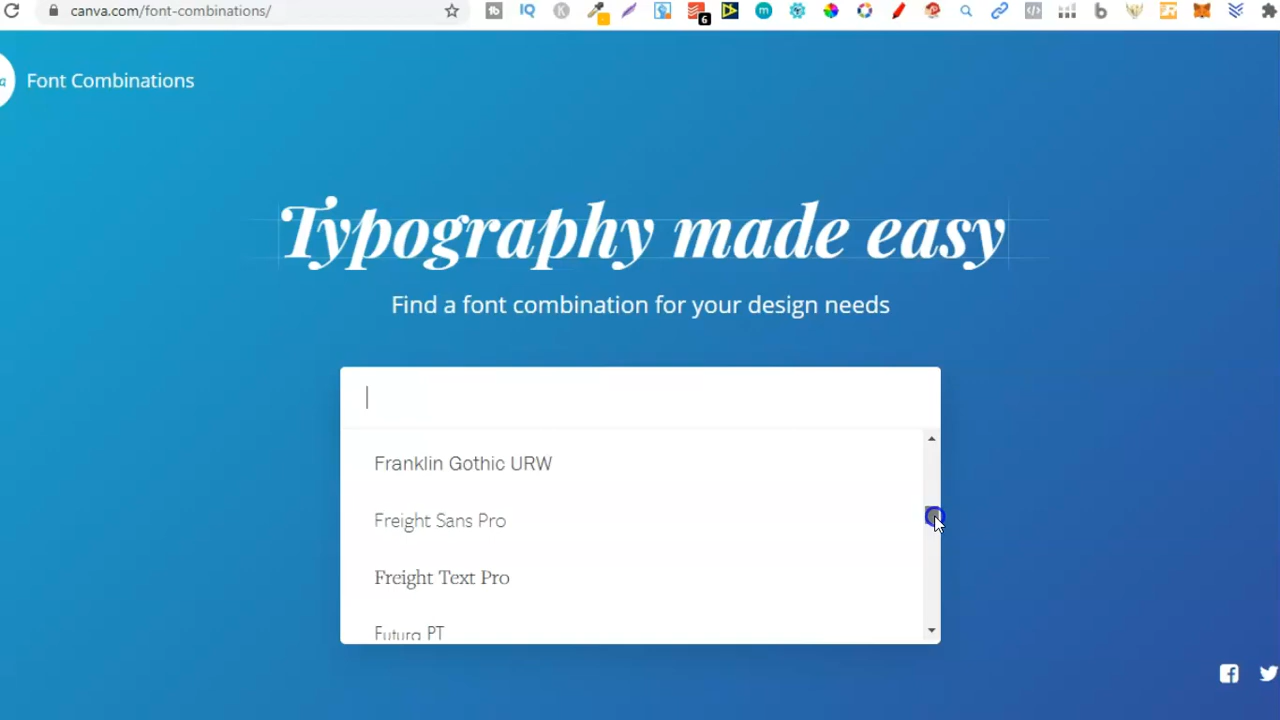 canva.com/font-combinations/
6
Font Combinations
Typography made easy
Find a font combination for your design needs
Franklin Gothic URW
Freight Sans Pro
Freight Text Pro
Futura PT